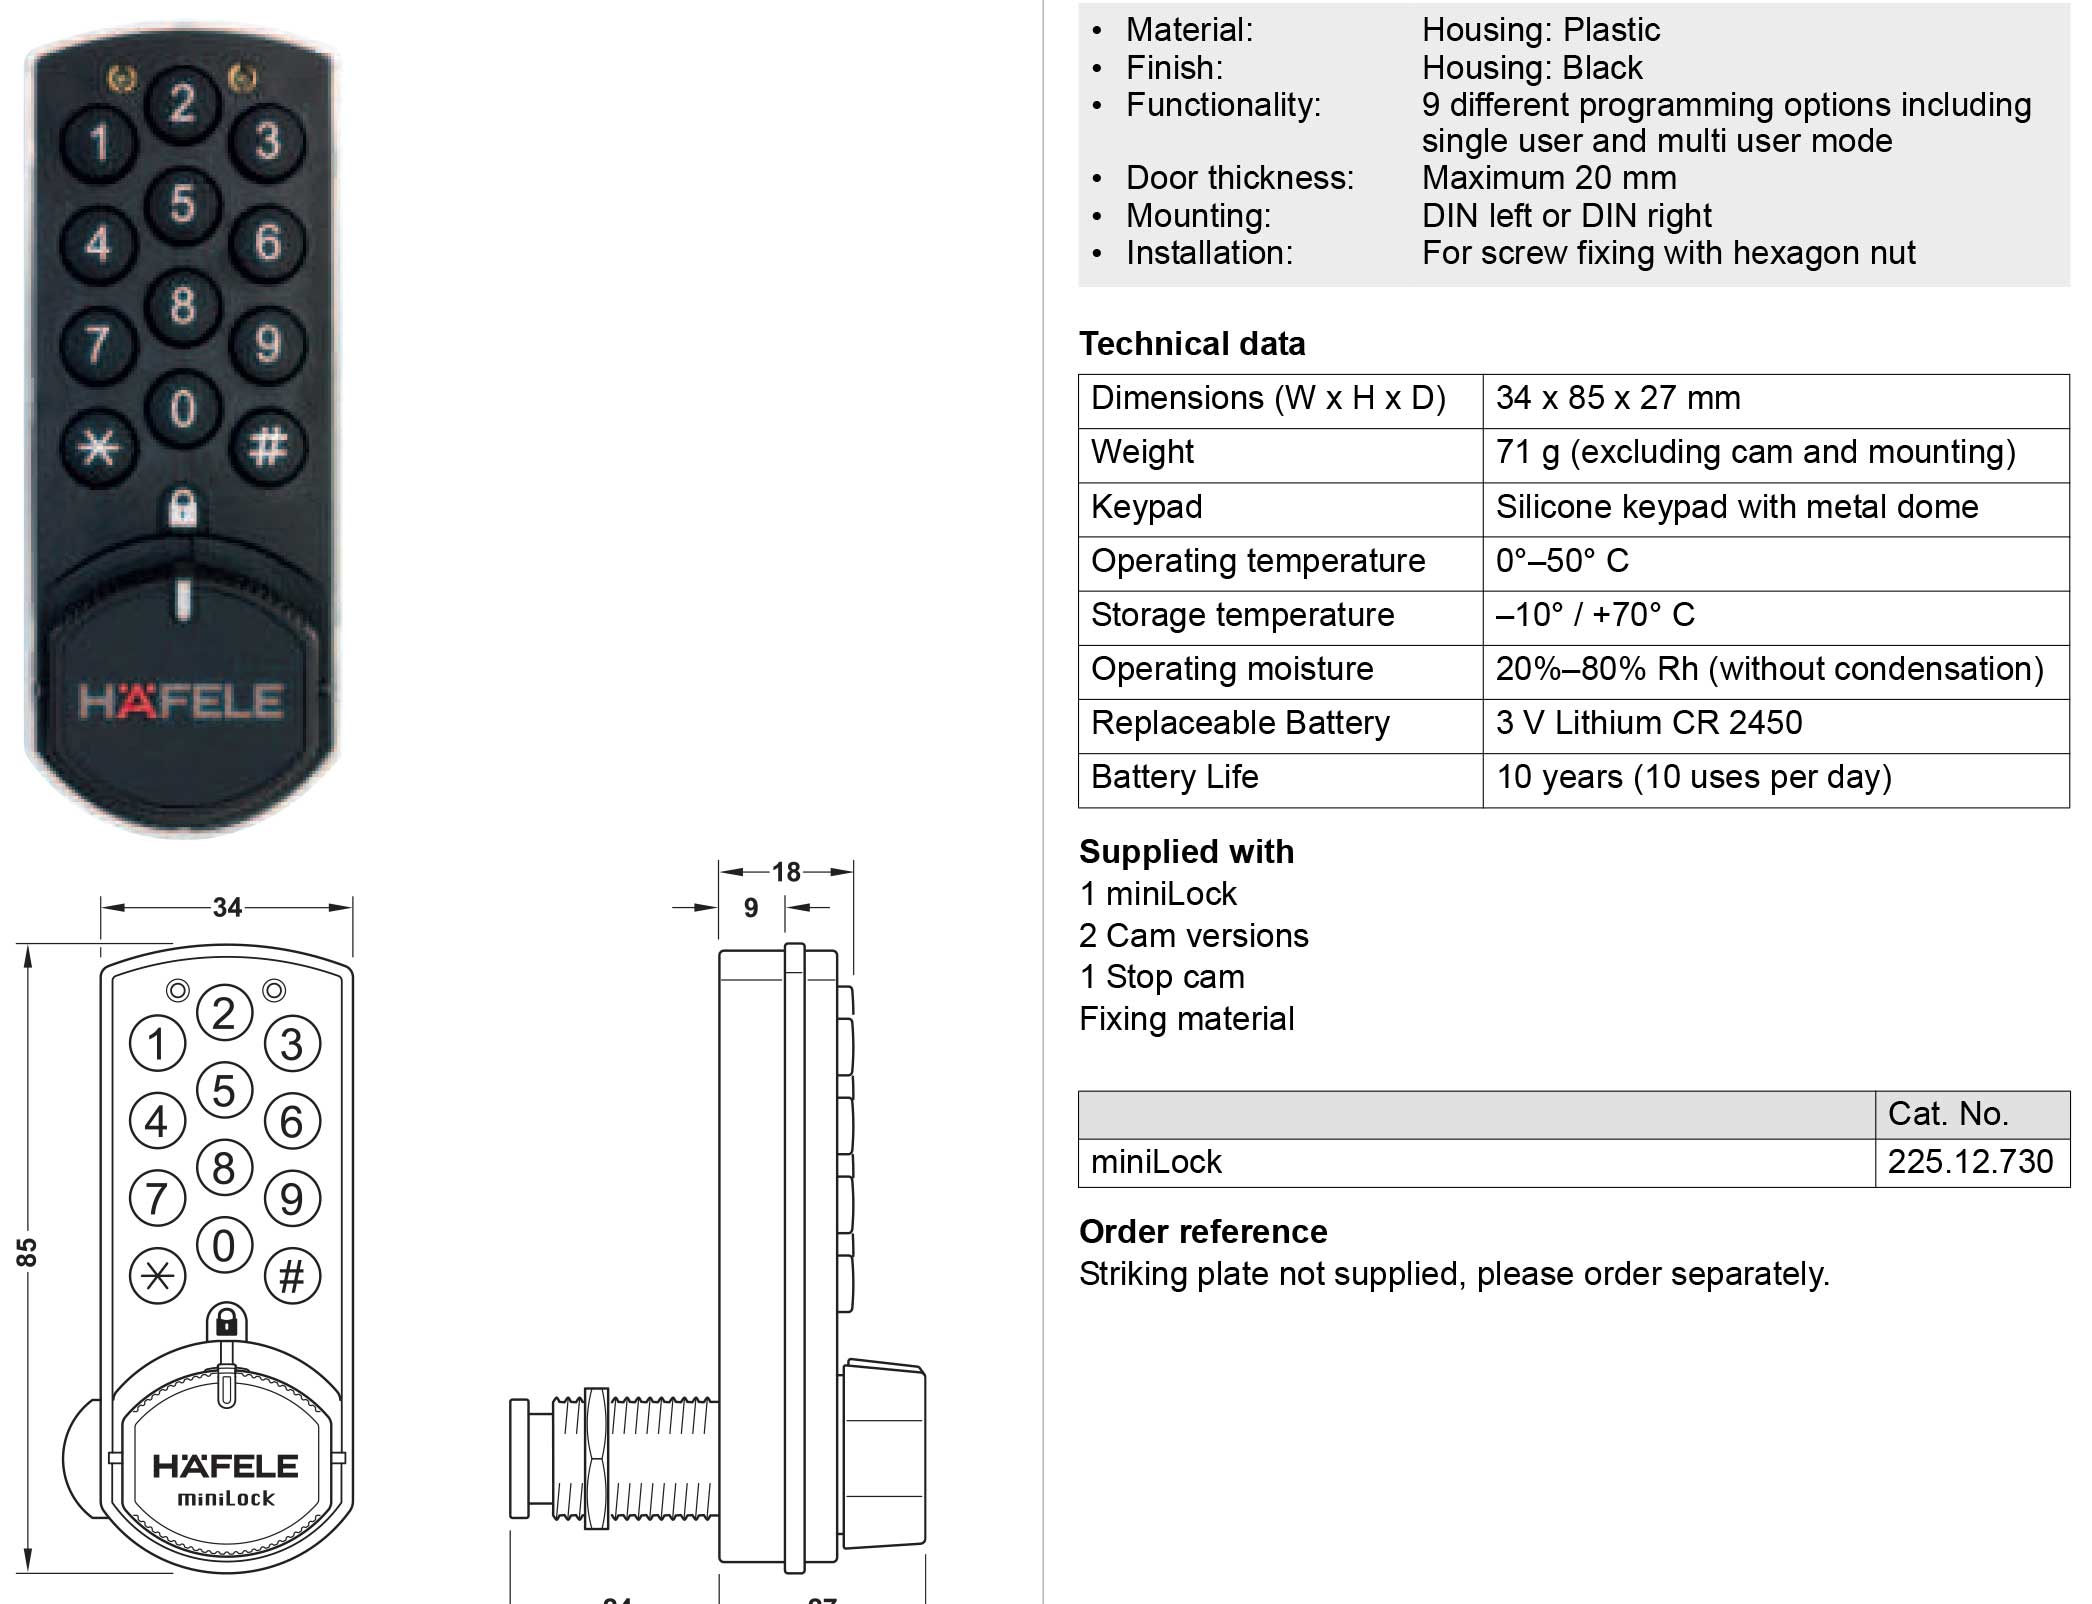 2
1 3
5
4 6
8
7 9
0
* #
HÄFELE
34
85
2
1 3
5
4 6
8
7 9
0
* #
HÄFELE
miniLock
18
9
• Material: Housing: Plastic
• Finish: Housing: Black
• Functionality: 9 different programming options including
single user and multi user mode
• Door thickness: Maximum 20 mm
• Mounting: DIN left or DIN right
• Installation: For screw fixing with hexagon nut
Technical data
Dimensions (W x H x D) 34 x 85 x 27 mm
Weight 71 g (excluding cam and mounting)
Keypad Silicone keypad with metal dome
Operating temperature 0°–50° C
Storage temperature –10° / +70° C
Operating moisture 20%–80% Rh (without condensation)
Replaceable Battery 3 V Lithium CR 2450
Battery Life 10 years (10 uses per day)
Supplied with
1 miniLock
2 Cam versions
1 Stop cam
Fixing material
Cat. No.
miniLock 225.12.730
Order reference
Striking plate not supplied, please order separately.